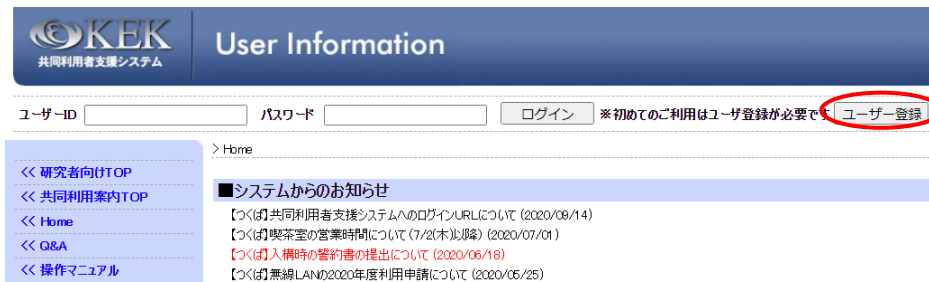 KEK
共同利用者支援システム
User Information
ユーザーID パスワード ログイン ※初めてのご利用はユーザ登録が必要です ユーザー登録
> Home
<< 研究者向けTOP
<< 共同利用案内TOP
<< Home
<< Q&A
<< 操作マニュアル
■システムからのお知らせ
【つくば】共同利用者支援システムへのログインURLについて (2020/09/14)
【つくば】喫茶室の営業時間について(7/2(木)以降) (2020/07/01)
【つくば】入構時の誓約書の提出について (2020/06/18)
【つくば】無線LANの2020年度利用申請について (2020/05/25)